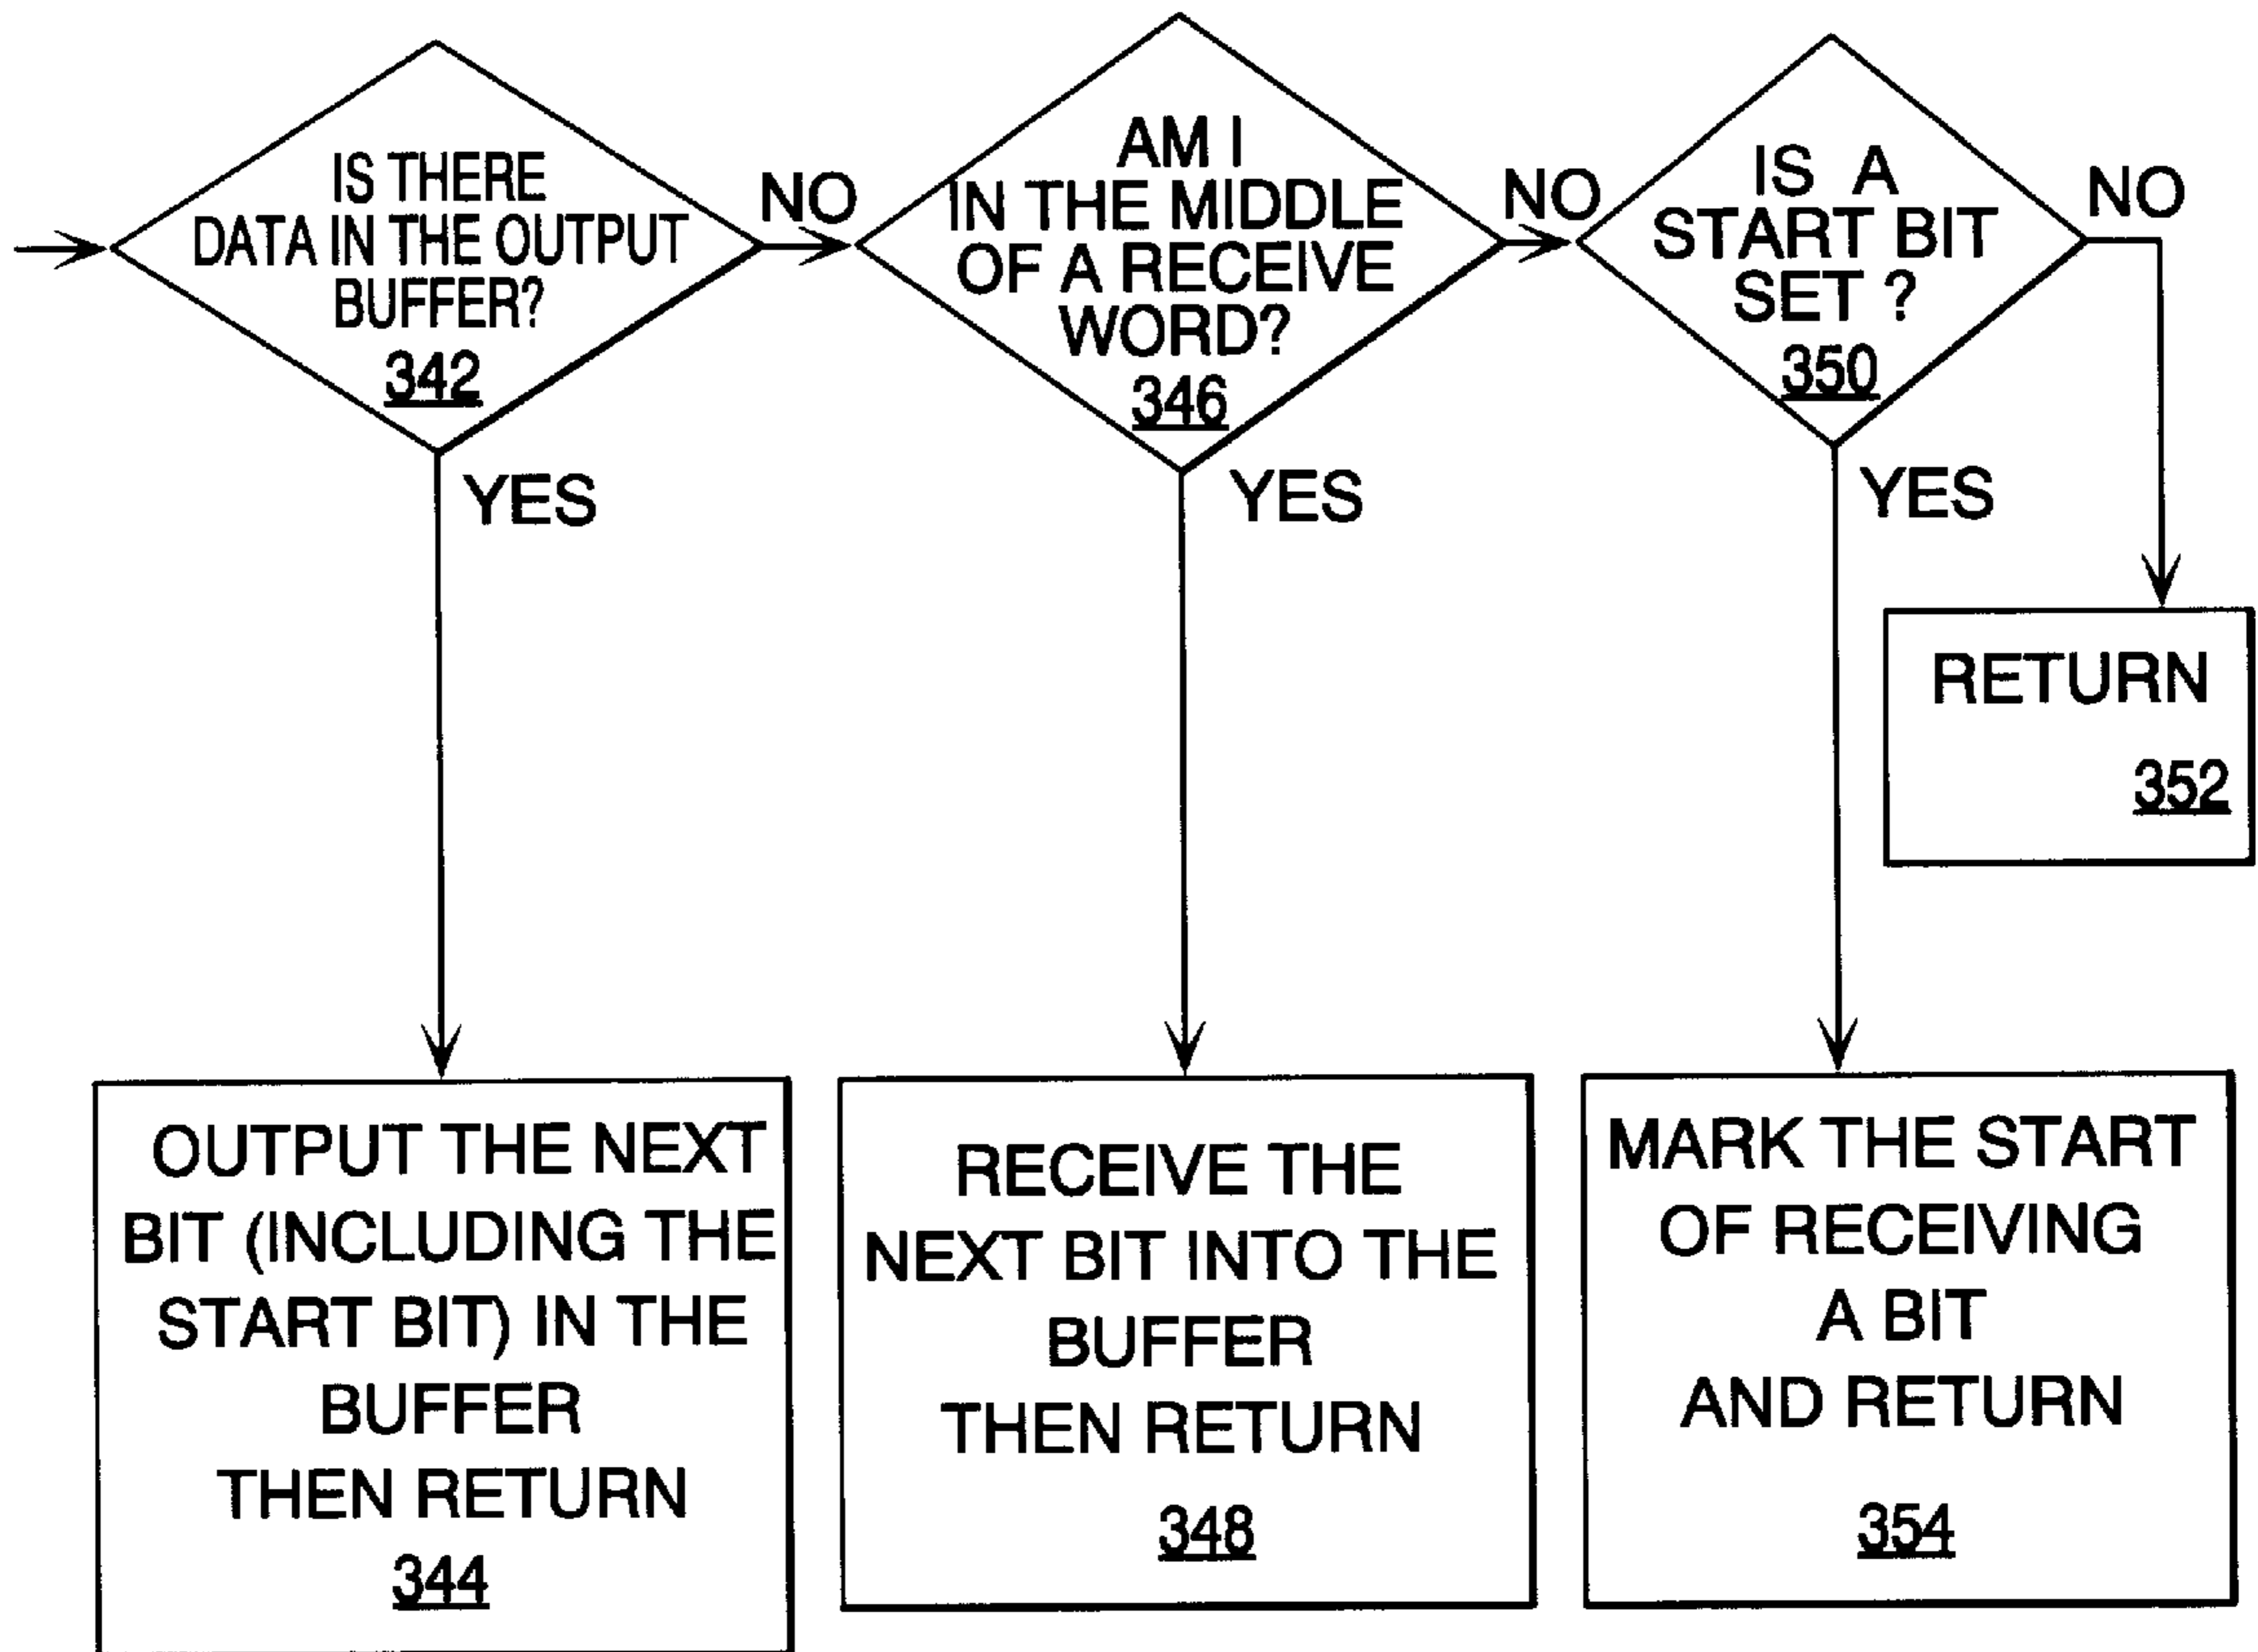 IS THERE
DATA IN THE OUTPUT
BUFFER?
342
NO
YES
AM I
IN THE MIDDLE
OF A RECEIVE
WORD?
346
NO
YES
IS A
START BIT
SET ?
350
NO
YES
RETURN
352
OUTPUT THE NEXT
BIT (INCLUDING THE
START BIT) IN THE
BUFFER
THEN RETURN
344
RECEIVE THE
NEXT BIT INTO THE
BUFFER
THEN RETURN
348
MARK THE START
OF RECEIVING
A BIT
AND RETURN
354